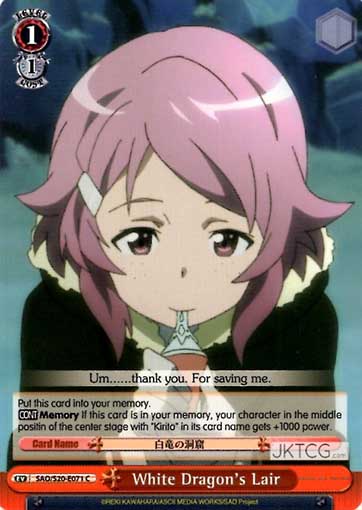 LEVEL
1
1
COST
Um......thank you. For saving me.
Put this card into your memory.
CONT Memory If this card is in your memory, your character in the middle
positin of the center stage with "Kirito" in its card name gets +1000 power.
Card Name 白竜の洞窟
JKTCG.com
EV SAO/S20-E071 C White Dragon's Lair
©REKI KAWAHARA/ASCII MEDIA WORKS/SAO Project